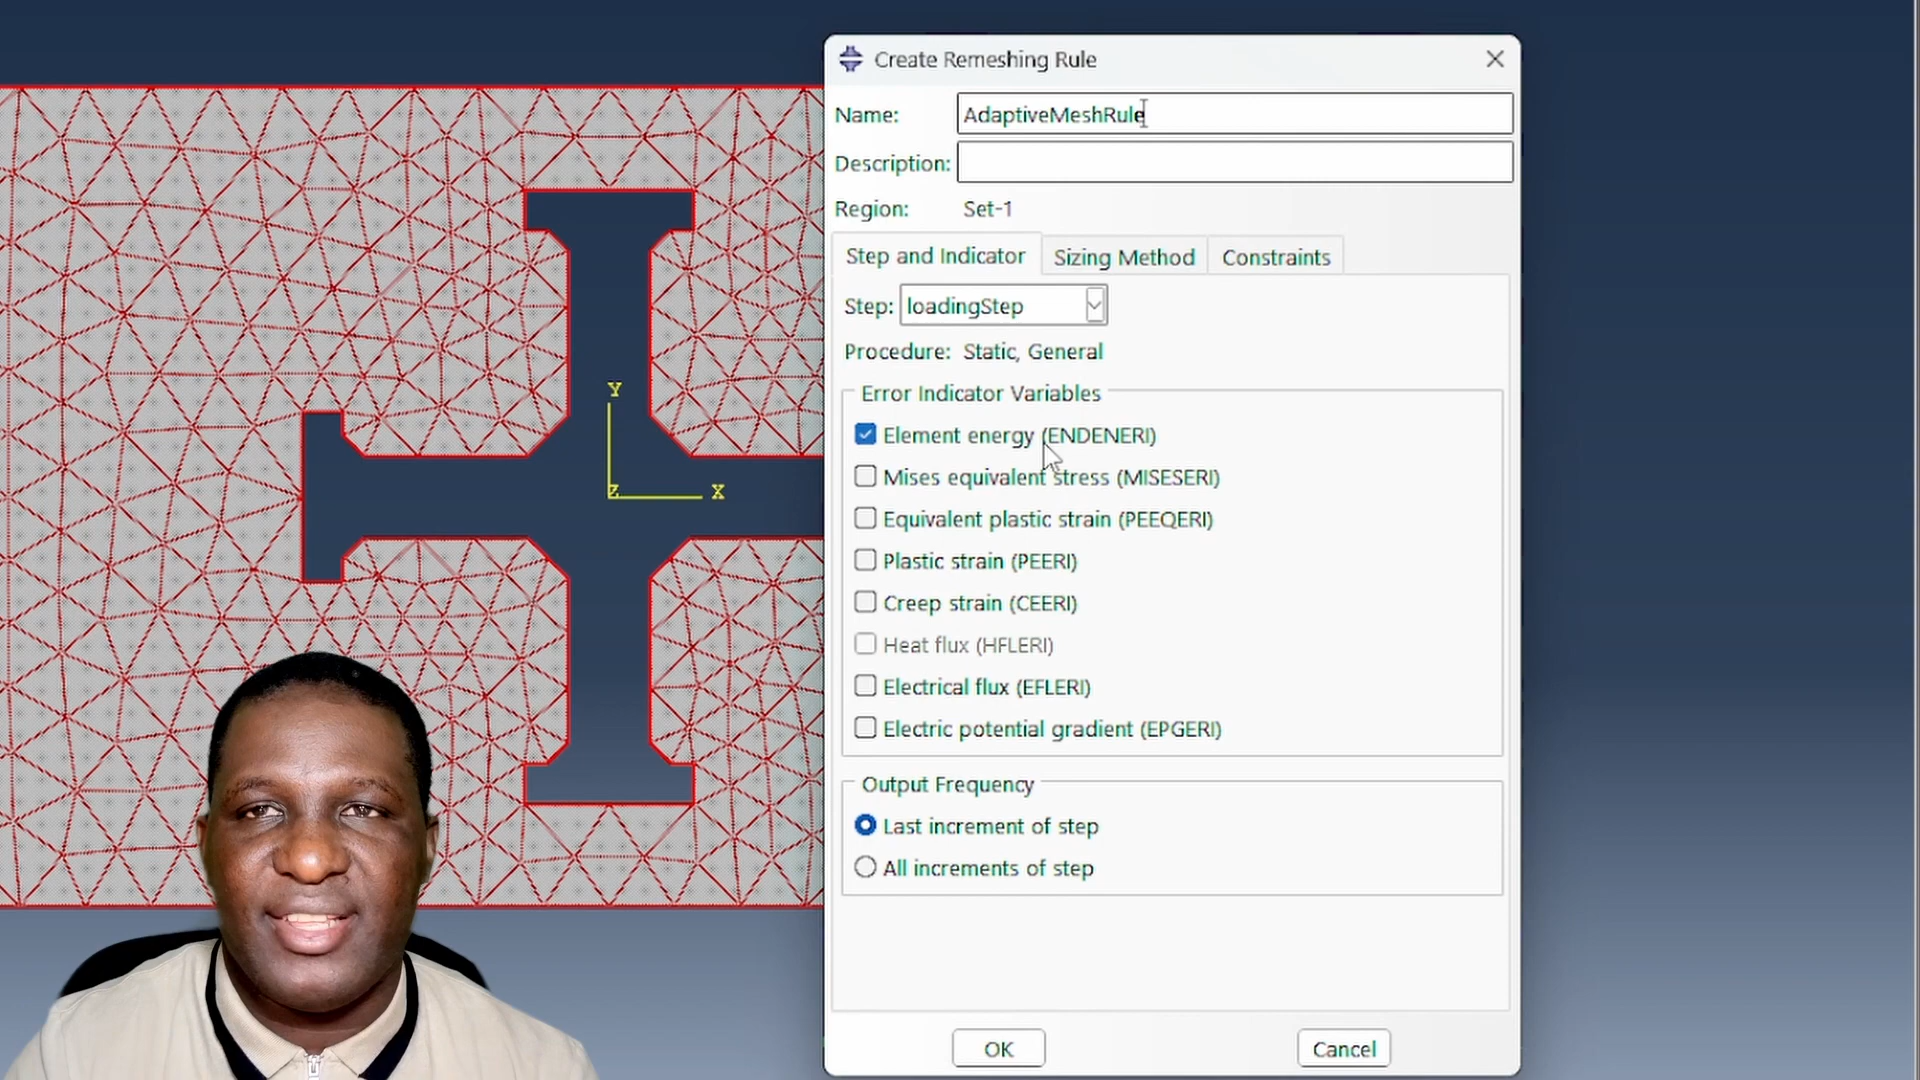 Create Remeshing Rule
Name: AdaptiveMeshRule
Description:
Region: Set-1
Step and Indicator Sizing Method Constraints
Step: loadingStep
Procedure: Static, General
Error Indicator Variables
Element energy (ENDENERI)
Mises equivalent stress (MISESERI)
Equivalent plastic strain (PEEQERI)
Plastic strain (PEERI)
Creep strain (CEERI)
Heat flux (HFLERI)
Electrical flux (EFLERI)
Electric potential gradient (EPGERI)
Output Frequency
Last increment of step
All increments of step
OK Cancel
Y
Z X